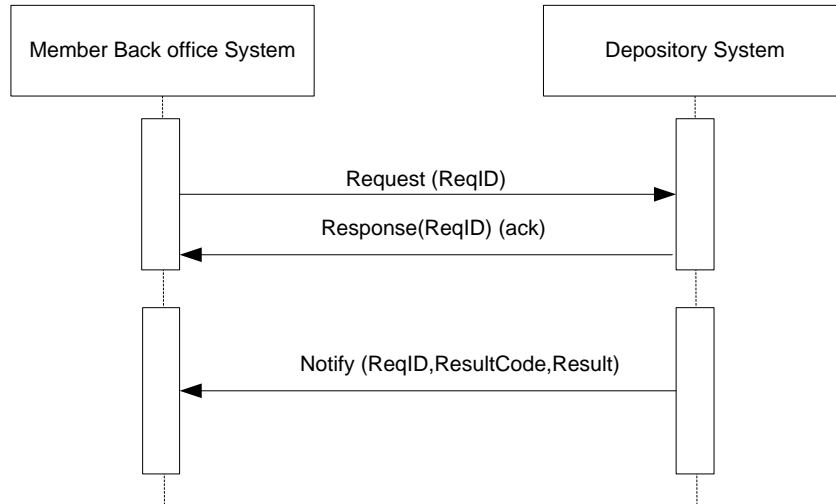 Member Back office System
Depository System
Request (ReqID)
Response(ReqID) (ack)
Notify (ReqID,ResultCode,Result)